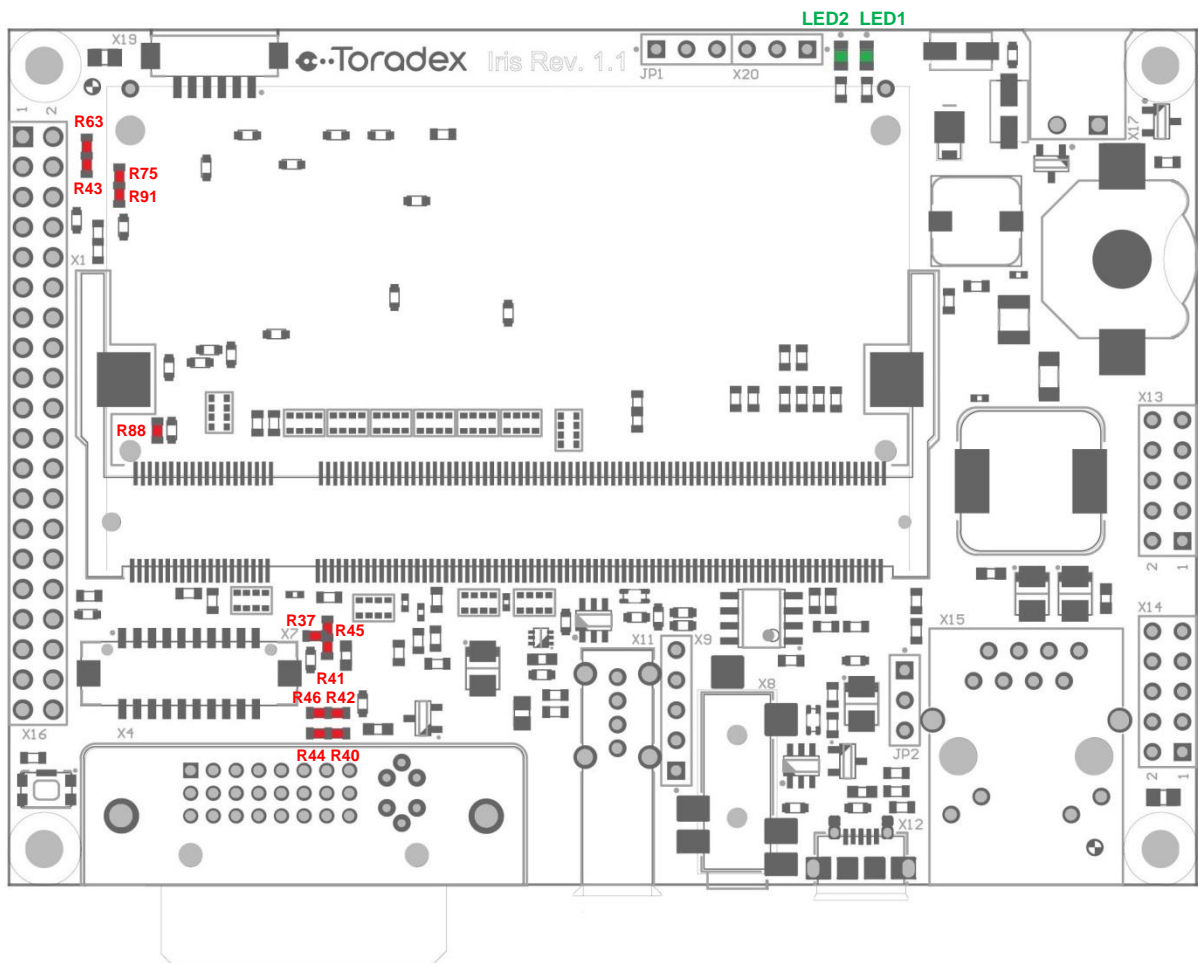 LED2 LED1
X19
Toradex Iris Rev. 1.1
JP1 X20
X17
1 2
R63
R75
R43
R91
X1
R88
X13
2 1
R37
R45
X7
X11
X9
X15
X14
R41
R46 R42
X8
X16
X4
R44 R40
JP2
2 1
X12